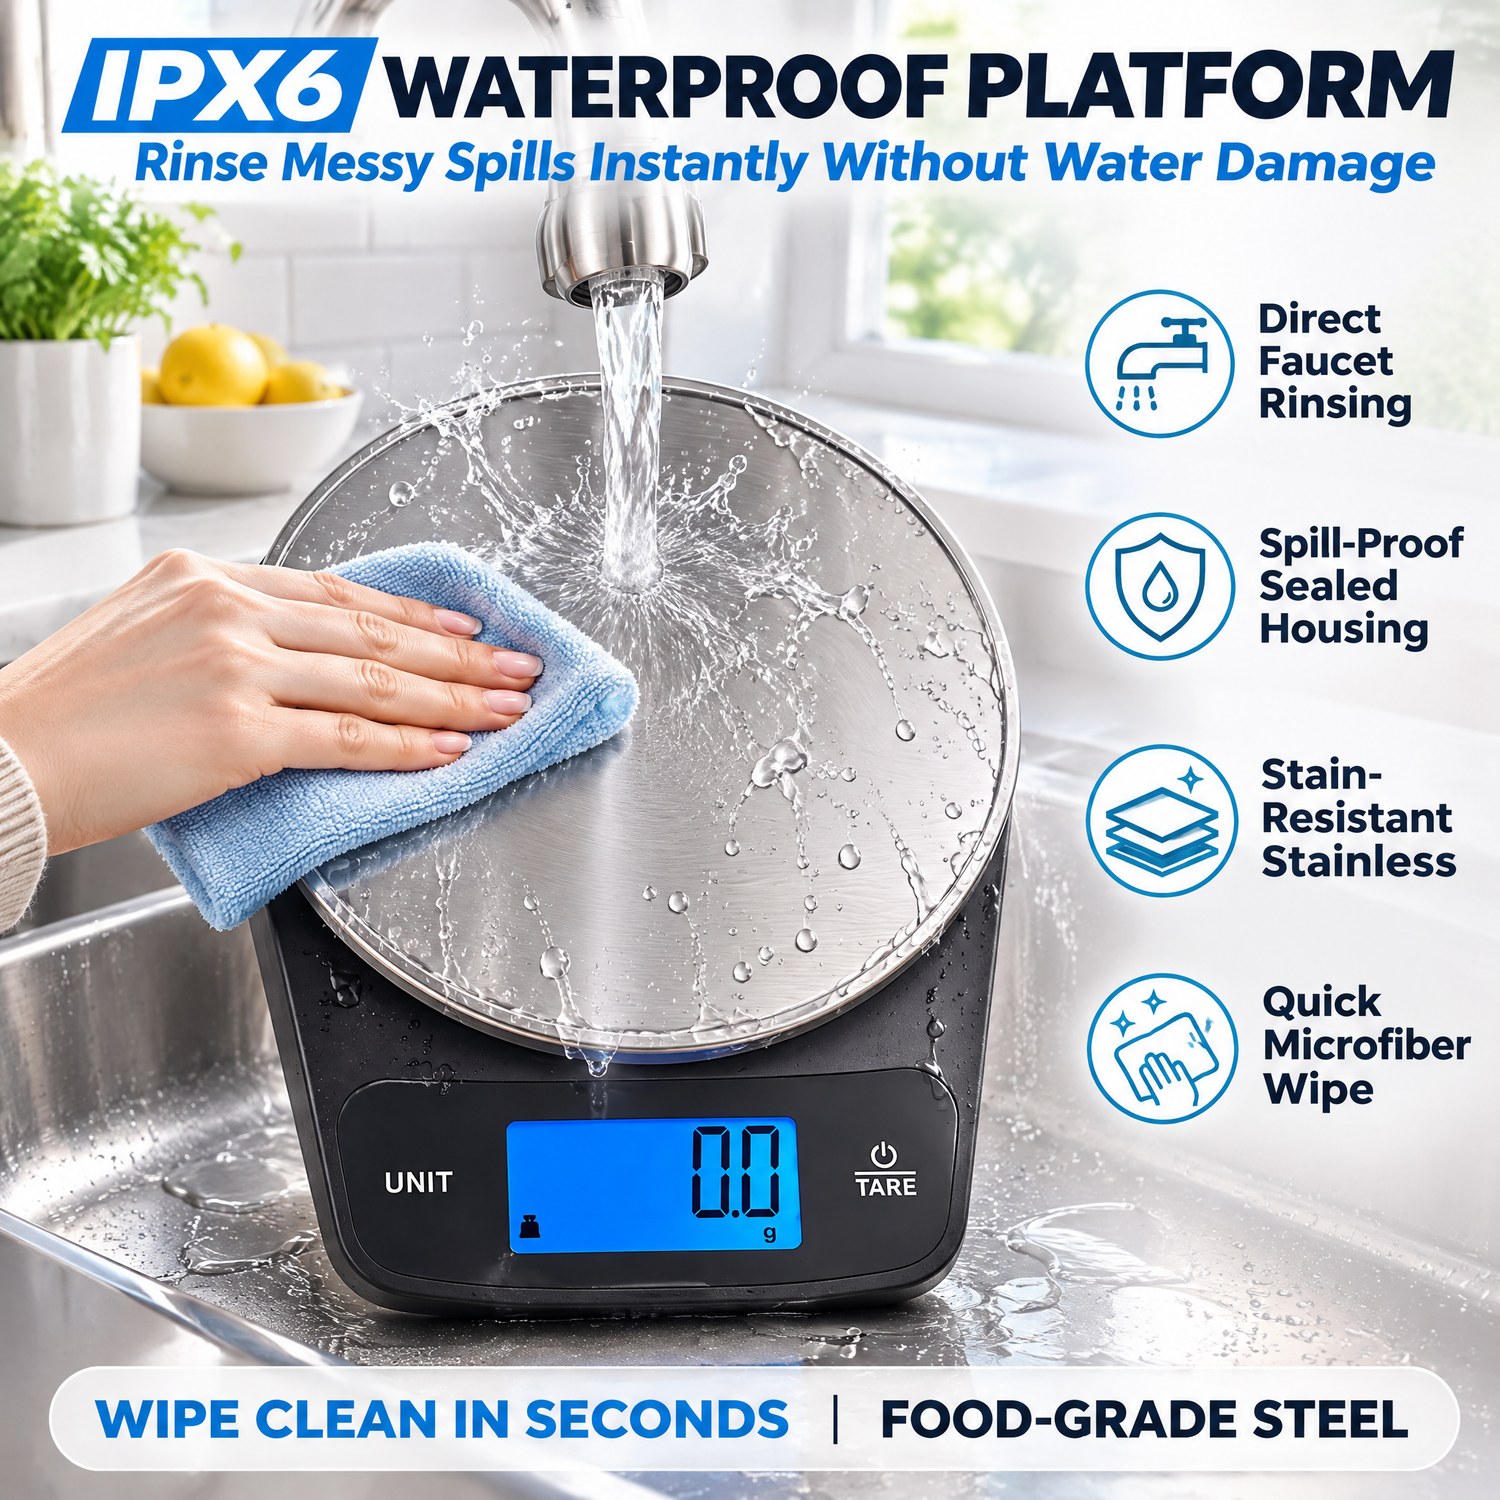 IPX6 WATERPROOF PLATFORM
Rinse Messy Spills Instantly Without Water Damage
Direct
Faucet
Rinsing
Spill-Proof
Sealed
Housing
Stain-
Resistant
Stainless
Quick
Microfiber
Wipe
UNIT
0.0
g
TARE
WIPE CLEAN IN SECONDS | FOOD-GRADE STEEL